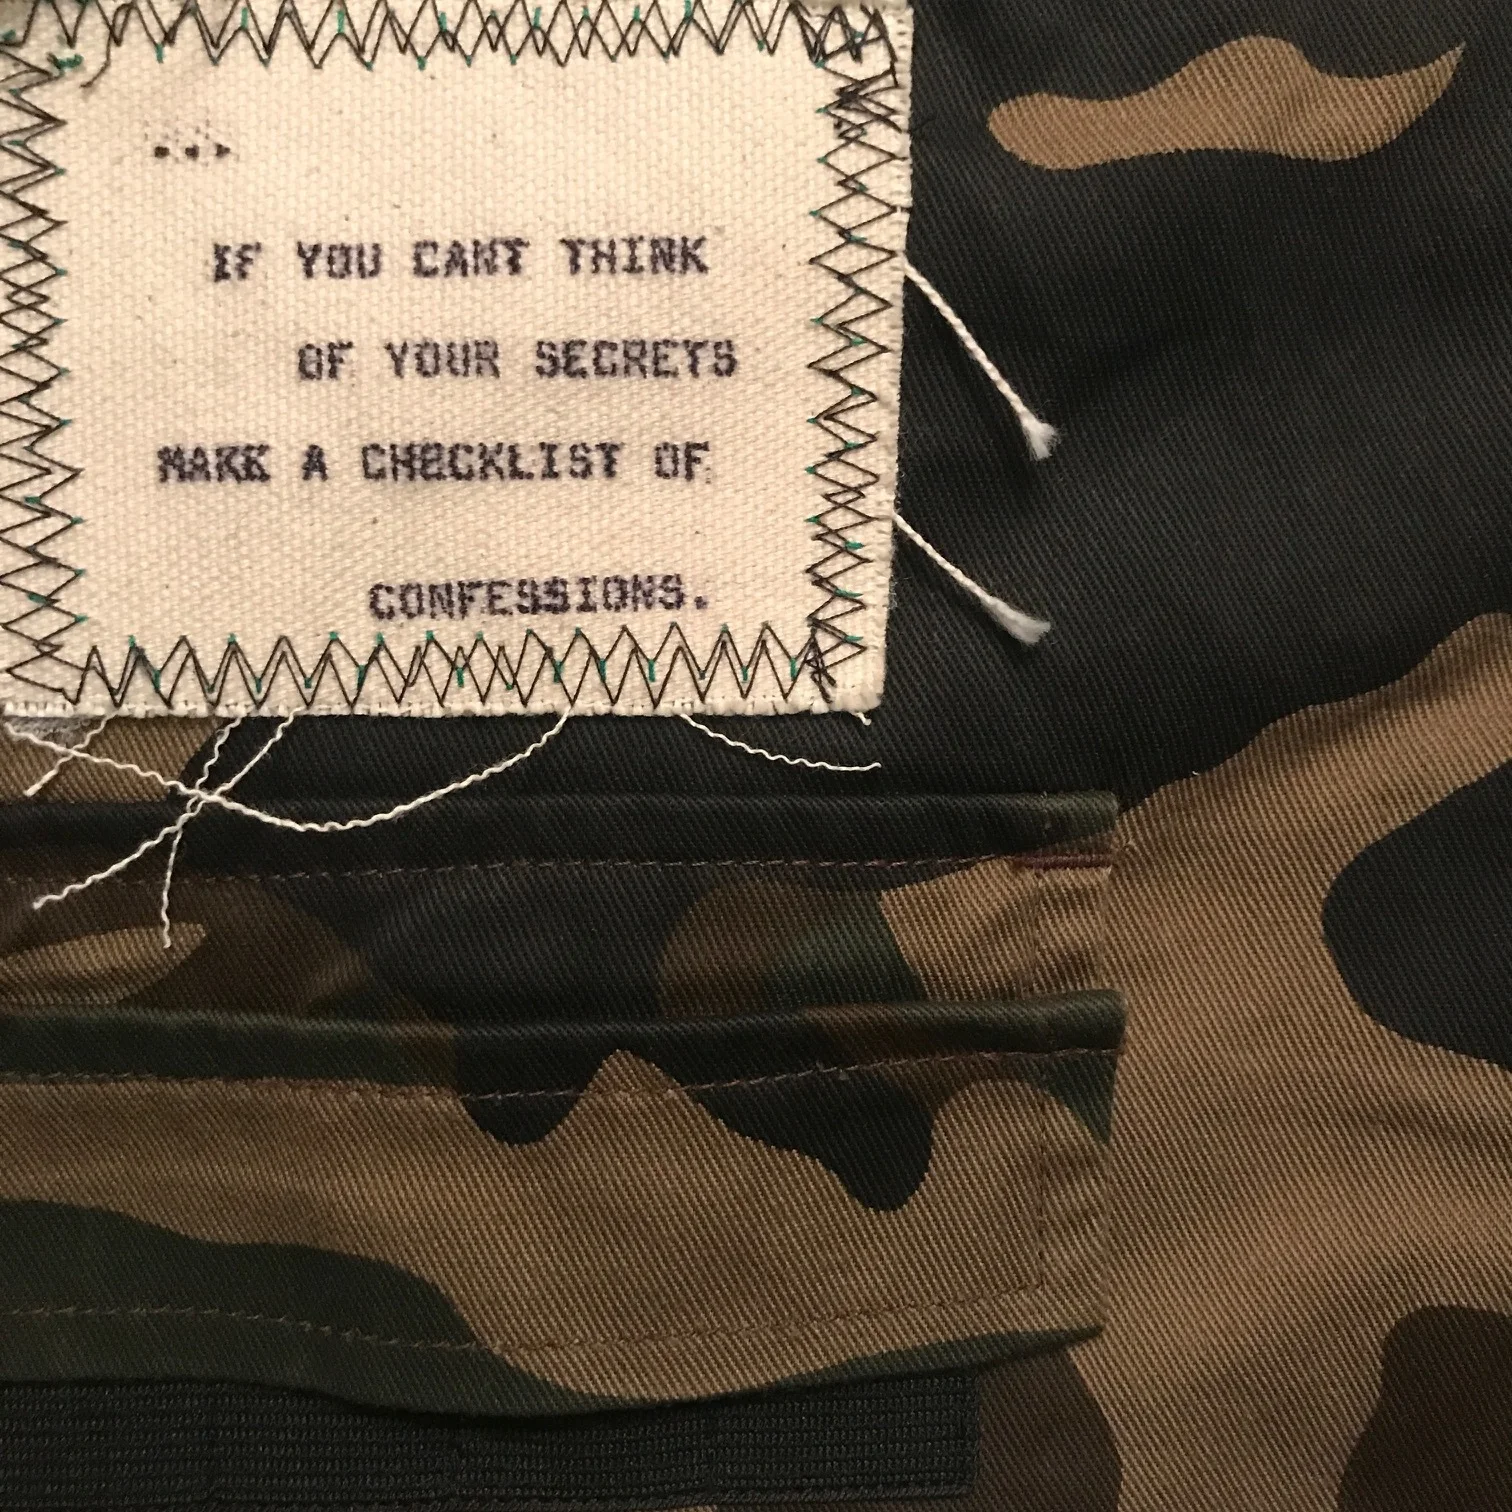 ...
IF YOU CANT THINK
OF YOUR SECRETS
MAKE A CHECKLIST OF
CONFESSIONS.